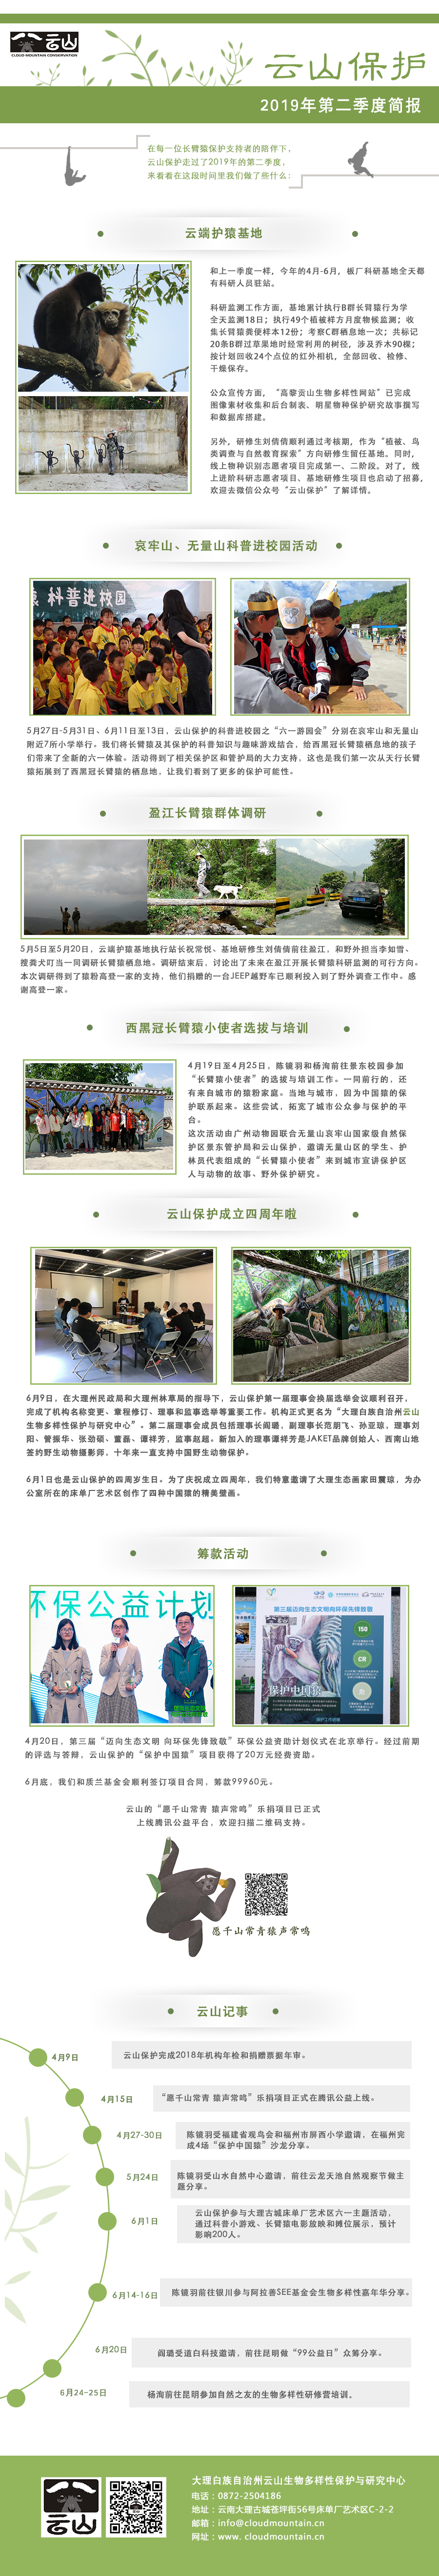 云山
CLOUD MOUNTAIN CONSERVATION
云山保护
2019年第二季度简报
在每一位长臂猿保护支持者的陪伴下，
云山保护走过了2019年的第二季度，
来看看在这段时间里我们做了些什么：
云端护猿基地
和上一季度一样，今年的4月-6月，板厂科研基地全天都
有科研人员驻站。
科研监测工作方面，基地累计执行B群长臂猿行为学
全天监测18日；执行49个植被样方月度物候监测；收
集长臂猿粪便样本12份；考察C群栖息地一次；共标记
20条B群过草果地时经常利用的树径，涉及乔木90棵；
按计划回收24个点位的红外相机，全部回收、检修、
干燥保存。
公众宣传方面，“高黎贡山生物多样性网站”已完成
图像素材收集和后台制表、明星物种保护研究故事撰写
和数据库搭建。
另外，研修生刘倩倩顺利通过考核期，作为“植被、鸟
类调查与自然教育探索”方向研修生留任基地。同时，
线上物种识别志愿者项目完成第一、二阶段。对了，线
上进阶科研志愿者项目、基地研修生项目也启动了招募，
欢迎去微信公众号“云山保护”了解详情。
哀牢山、无量山科普进校园活动
猿 科普进校园
5月27日-5月31日、6月11日至13日，云山保护的科普进校园之“六一游园会”分别在哀牢山和无量山
附近7所小学举行。我们将长臂猿及其保护的科普知识与趣味游戏结合，给西黑冠长臂猿栖息地的孩子
们带来了全新的六一体验。活动得到了相关保护区和管护局的大力支持，这也是我们第一次从天行长臂
猿拓展到了西黑冠长臂猿的栖息地，让我们看到了更多的保护可能性。
盈江长臂猿群体调研
5月5日至5月20日，云端护猿基地执行站长祝常悦、基地研修生刘倩倩前往盈江，和野外担当李如雪、
搜粪犬叮当一同调研长臂猿栖息地。调研结束后，讨论出了未来在盈江开展长臂猿科研监测的可行方向。
本次调研得到了猿粉高登一家的支持，他们捐赠的一台JEEP越野车已顺利投入到了野外调查工作中。感
谢高登一家。
西黑冠长臂猿小使者选拔与培训
4月19日至4月25日，陈镜羽和杨洵前往景东校园参加
“长臂猿小使者”的选拔与培训工作。一同前行的，还
有来自城市的猿粉家庭。当地与城市，因为中国猿的保
护联系起来。这些尝试，拓宽了城市公众参与保护的平
台。
这次活动由广州动物园联合无量山哀牢山国家级自然保
护区景东管护局和云山保护，邀请无量山区的学生、护
林员代表组成的“长臂猿小使者”来到城市宣讲保护区
人与动物的故事、野外保护研究。
云山保护成立四周年啦
6月9日，在大理州民政局和大理州林草局的指导下，云山保护第一届理事会换届选举会议顺利召开，
完成了机构名称变更、章程修订、理事和监事选举等重要工作。机构正式更名为“大理白族自治州云山
生物多样性保护与研究中心”。第二届理事会成员包括理事长阎璐，副理事长范朋飞、孙亚琼，理事刘
阳、管振华、张劲硕、董磊、谭祥芳，监事赵超。新加入的理事谭祥芳是JAKET品牌创始人、西南山地
签约野生动物摄影师，十年来一直支持中国野生动物保护。
6月1日也是云山保护的四周岁生日。为了庆祝成立四周年，我们特意邀请了大理生态画家田震琼，为办
公室所在的床单厂艺术区创作了四种中国猿的精美壁画。
筹款活动
环保公益计划
第三届迈向生态文明向环保先锋致敬
150
CR
保护中国猿
4月20日，第三届“迈向生态文明 向环保先锋致敬”环保公益资助计划仪式在北京举行。经过前期
的评选与答辩，云山保护的“保护中国猿”项目获得了20万元经费资助。
6月底，我们和质兰基金会顺利签订项目合同，筹款99960元。
云山的“愿千山常青 猿声常鸣”乐捐项目已正式
上线腾讯公益平台，欢迎扫描二维码支持。
愿千山常青猿声常鸣
云山记事
4月9日
云山保护完成2018年机构年检和捐赠票据年审。
4月15日
“愿千山常青 猿声常鸣”乐捐项目正式在腾讯公益上线。
4月27-30日
陈镜羽受福建省观鸟会和福州市屏西小学邀请，在福州完
成4场“保护中国猿”沙龙分享。
5月24日
陈镜羽受山水自然中心邀请，前往云龙天池自然观察节做主
题分享。
6月1日
云山保护参与大理古城床单厂艺术区六一主题活动，
通过科普小游戏、长臂猿电影放映和摊位展示，预计
影响200人。
6月14-16日
陈镜羽前往银川参与阿拉善SEE基金会生物多样性嘉年华分享。
6月20日
阎璐受道白科技邀请，前往昆明做“99公益日”众筹分享。
6月24-25日
杨洵前往昆明参加自然之友的生物多样性研修营培训。
云山
大理白族自治州云山生物多样性保护与研究中心
电话：0872-2504186
地址：云南大理古城苍坪街56号床单厂艺术区C-2-2
邮箱：info@cloudmountain.cn
网址：www.cloudmountain.cn